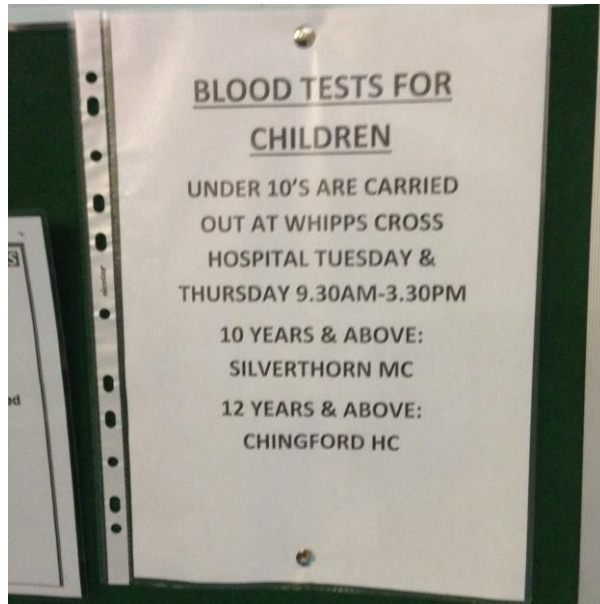 BLOOD TESTS FOR
CHILDREN
UNDER 10'S ARE CARRIED
OUT AT WHIPPS CROSS
HOSPITAL TUESDAY &
THURSDAY 9.30AM-3.30PM
10 YEARS & ABOVE:
SILVERTHORN MC
12 YEARS & ABOVE:
CHINGFORD HC